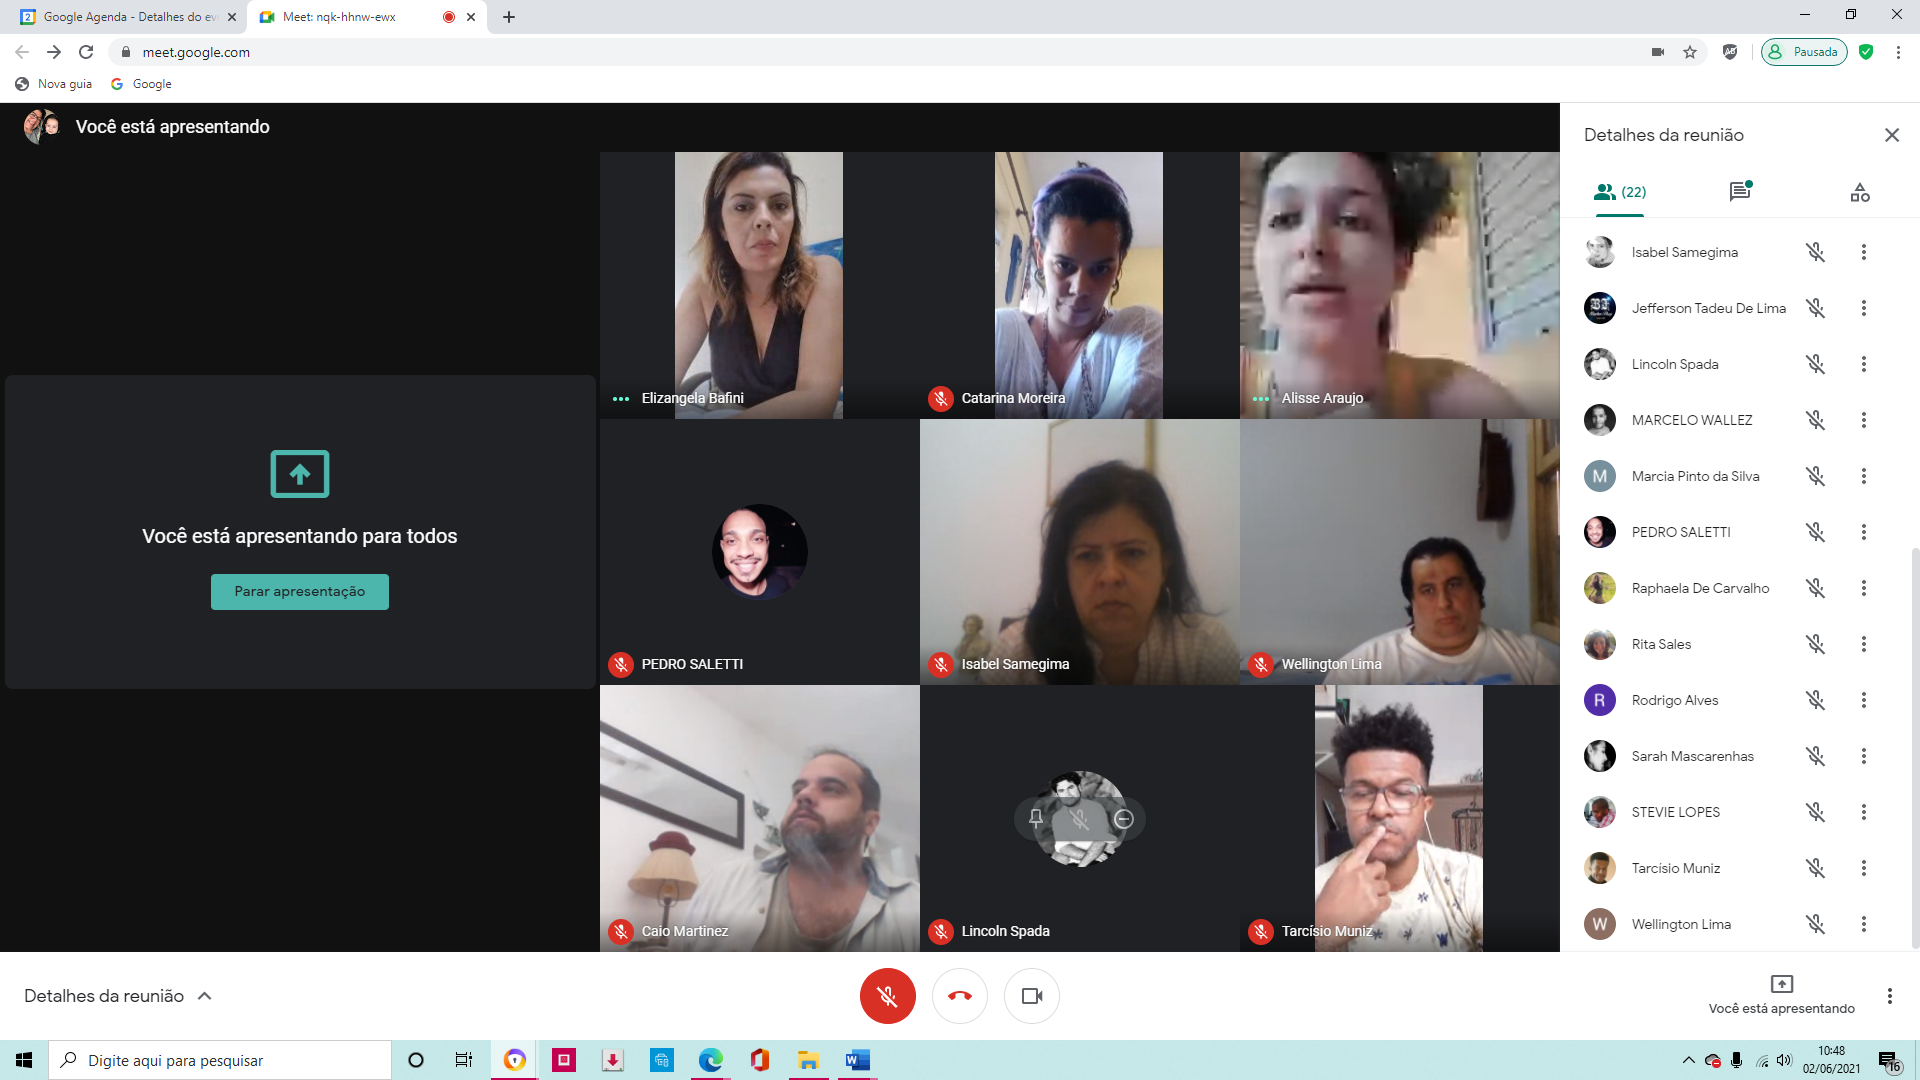 Google Agenda - Detalhes do ev
Meet: nqk-hhnw-ewx
meet.google.com
Pausada
Nova guia
Google
Você está apresentando
Você está apresentando para todos
Parar apresentação
Elizangela Bafini
Catarina Moreira
Alisse Araujo
PEDRO SALETTI
Isabel Samegima
Wellington Lima
Caio Martinez
Lincoln Spada
Tarcísio Muniz
Detalhes da reunião
(22)
Isabel Samegima
Jefferson Tadeu De Lima
Lincoln Spada
MARCELO WALLEZ
M
Marcia Pinto da Silva
PEDRO SALETTI
Raphaela De Carvalho
Rita Sales
R
Rodrigo Alves
Sarah Mascarenhas
STEVIE LOPES
Tarcísio Muniz
W
Wellington Lima
Detalhes da reunião
Você está apresentando
Digite aqui para pesquisar
10:48
02/06/2021
16